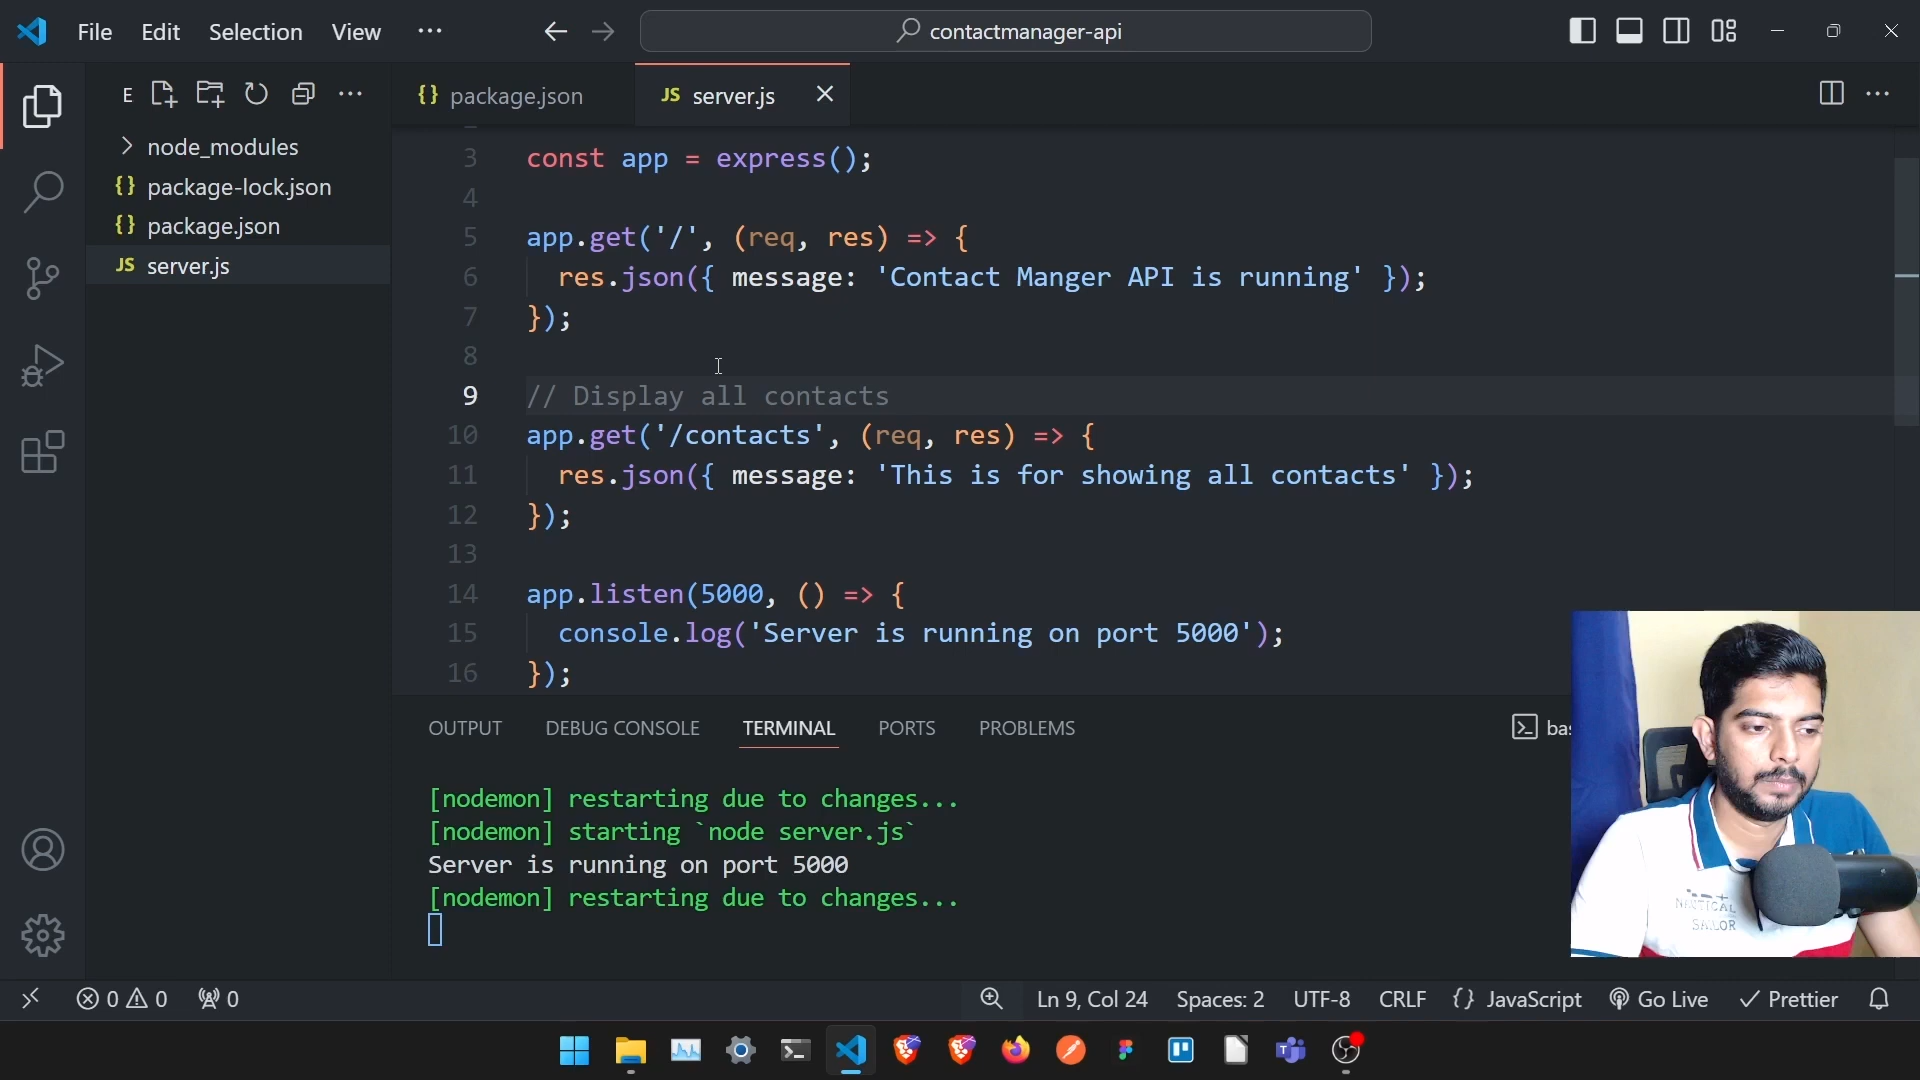 File Edit Selection View ...
contactmanager-api
E
{} package.json
JS server.js
node_modules
{} package-lock.json
{} package.json
JS server.js
3 const app = express();
4
5 app.get('/', (req, res) => {
6 res.json({ message: 'Contact Manger API is running' });
7 });
8
9 // Display all contacts
10 app.get('/contacts', (req, res) => {
11 res.json({ message: 'This is for showing all contacts' });
12 });
13
14 app.listen(5000, () => {
15 console.log('Server is running on port 5000');
16 });
OUTPUT DEBUG CONSOLE TERMINAL PORTS PROBLEMS
bas
[nodemon] restarting due to changes...
[nodemon] starting `node server.js`
Server is running on port 5000
[nodemon] restarting due to changes...
NAUTICAL
SAILOR
0 0 0
Ln 9, Col 24 Spaces: 2 UTF-8 CRLF {} JavaScript Go Live Prettier